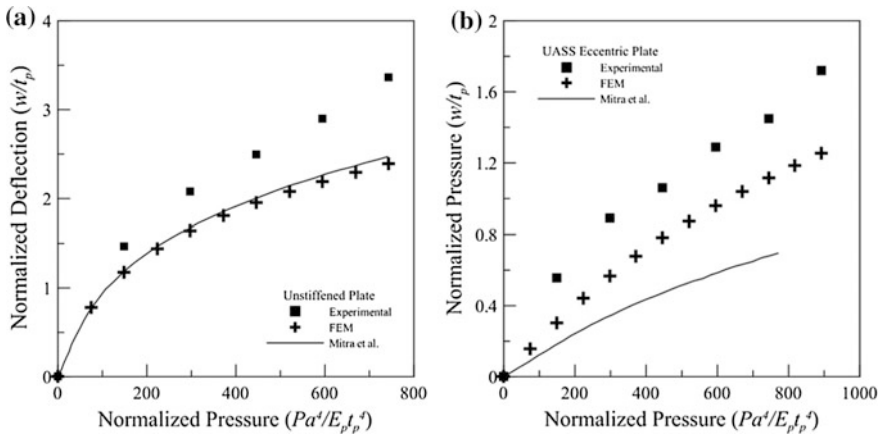 (a)
4
3
2
1
0
Normalized Deflection (w/tp)
Unstiffened Plate
Experimental
FEM
Mitra et al.
0 200 400 600 800
Normalized Pressure (Pa⁴/Eptp⁴)
(b)
2
1.6
1.2
0.8
0.4
0
Normalized Pressure (w/tp)
UASS Eccentric Plate
Experimental
FEM
Mitra et al.
0 200 400 600 800 1000
Normalized Pressure (Pa⁴/Eptp⁴)